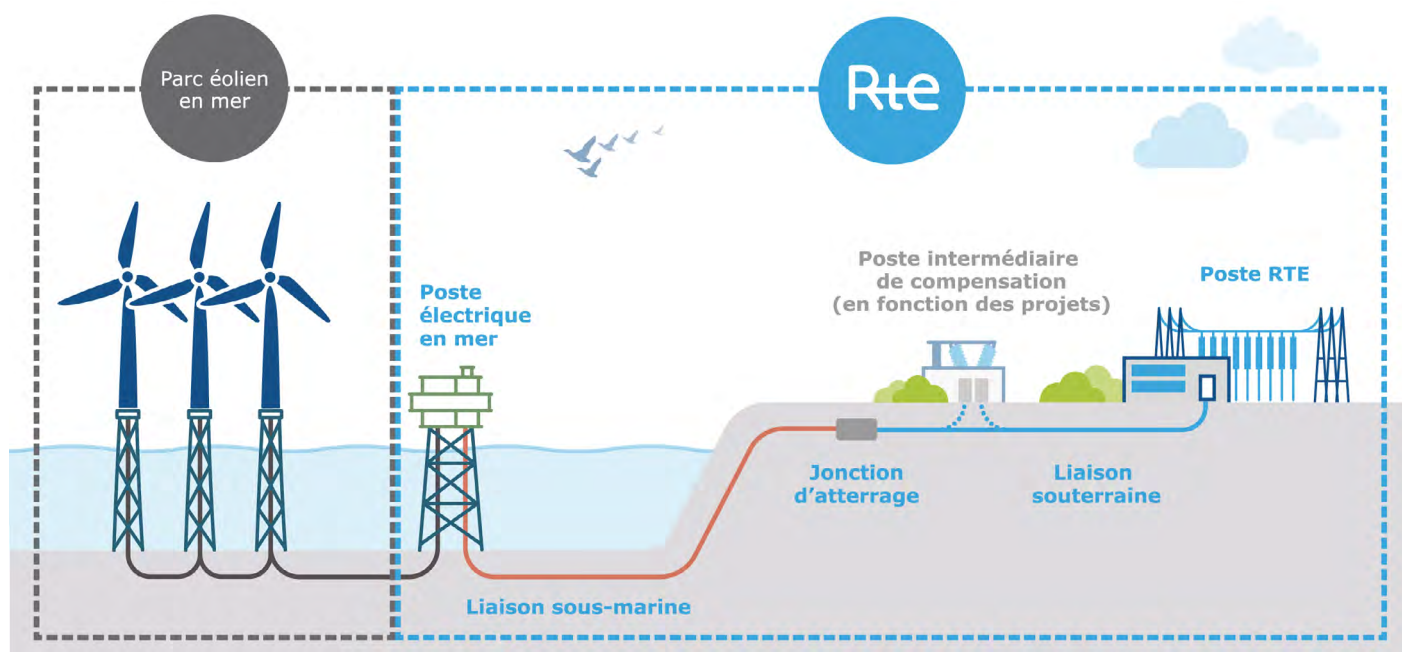 Parc éolien
en mer
Rte
Poste
électrique
en mer
Poste intermédiaire
de compensation
(en fonction des projets)
Poste RTE
Jonction
d’atterrage
Liaison
souterraine
Liaison sous-marine